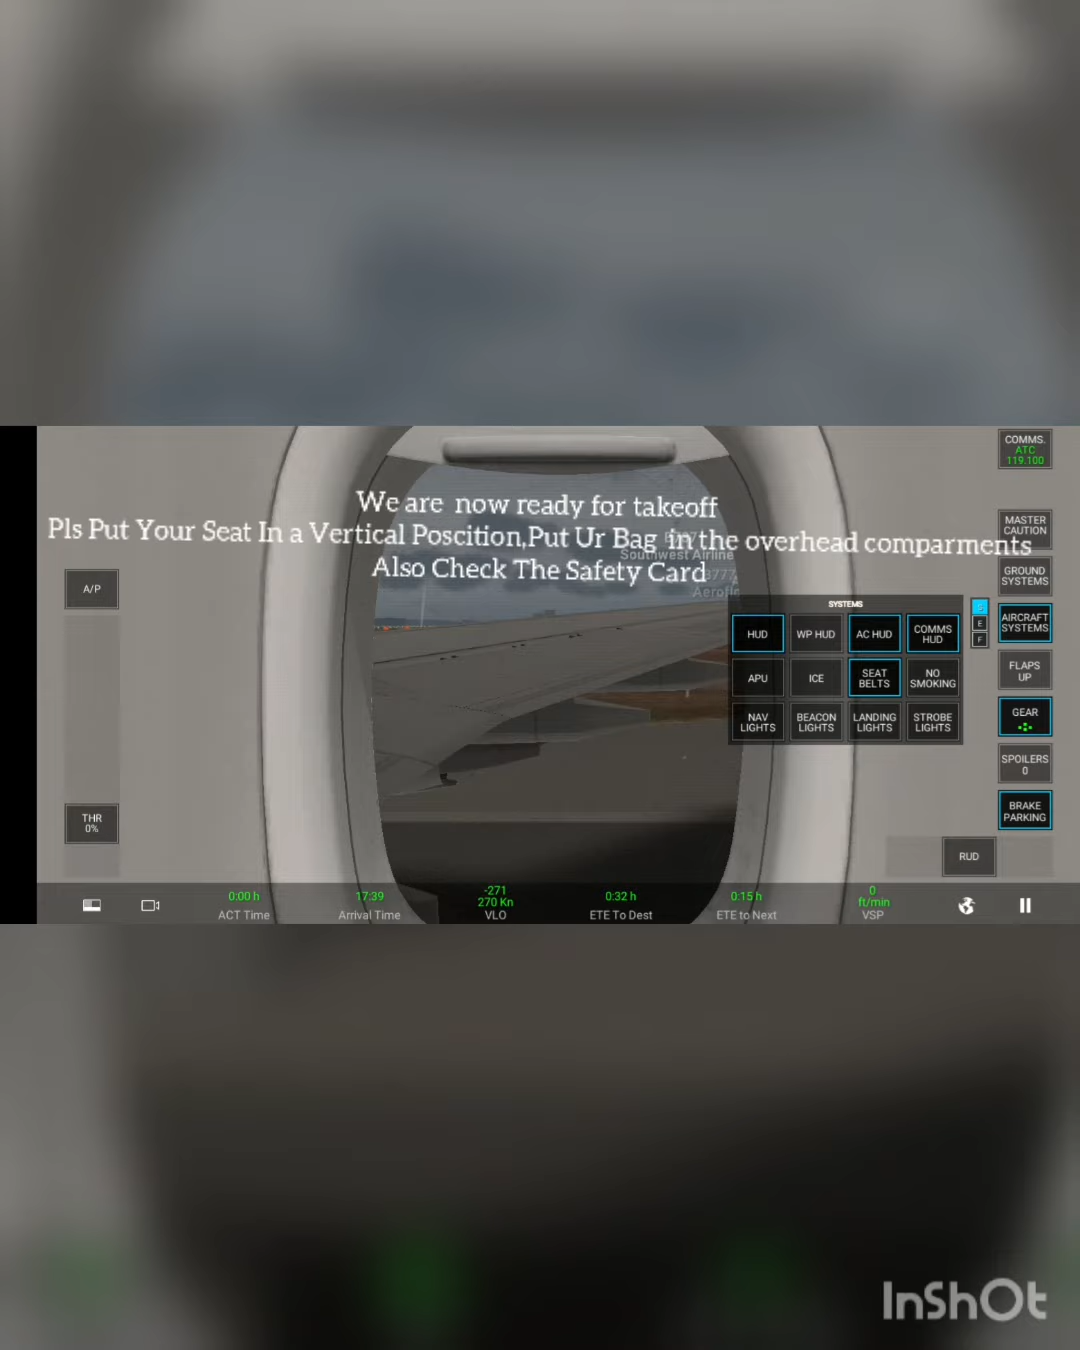 We are now ready for takeoff
Pls Put Your Seat In a Vertical Poscition,Put Ur Bag in the overhead comparments
Also Check The Safety Card
Southwest Airline
B777
Aerofl
COMMS.
ATC
119.100
MASTER
CAUTION
GROUND
SYSTEMS
AIRCRAFT
SYSTEMS
FLAPS
UP
GEAR
SPOILERS
0
BRAKE
PARKING
RUD
A/P
THR
0%
SYSTEMS
HUD
WP HUD
AC HUD
COMMS
HUD
APU
ICE
SEAT
BELTS
NO
SMOKING
NAV
LIGHTS
BEACON
LIGHTS
LANDING
LIGHTS
STROBE
LIGHTS
S
E
F
0:00 h
ACT Time
17:39
Arrival Time
-271
270 Kn
VLO
0:32 h
ETE To Dest
0:15 h
ETE to Next
0
ft/min
VSP
InShOt